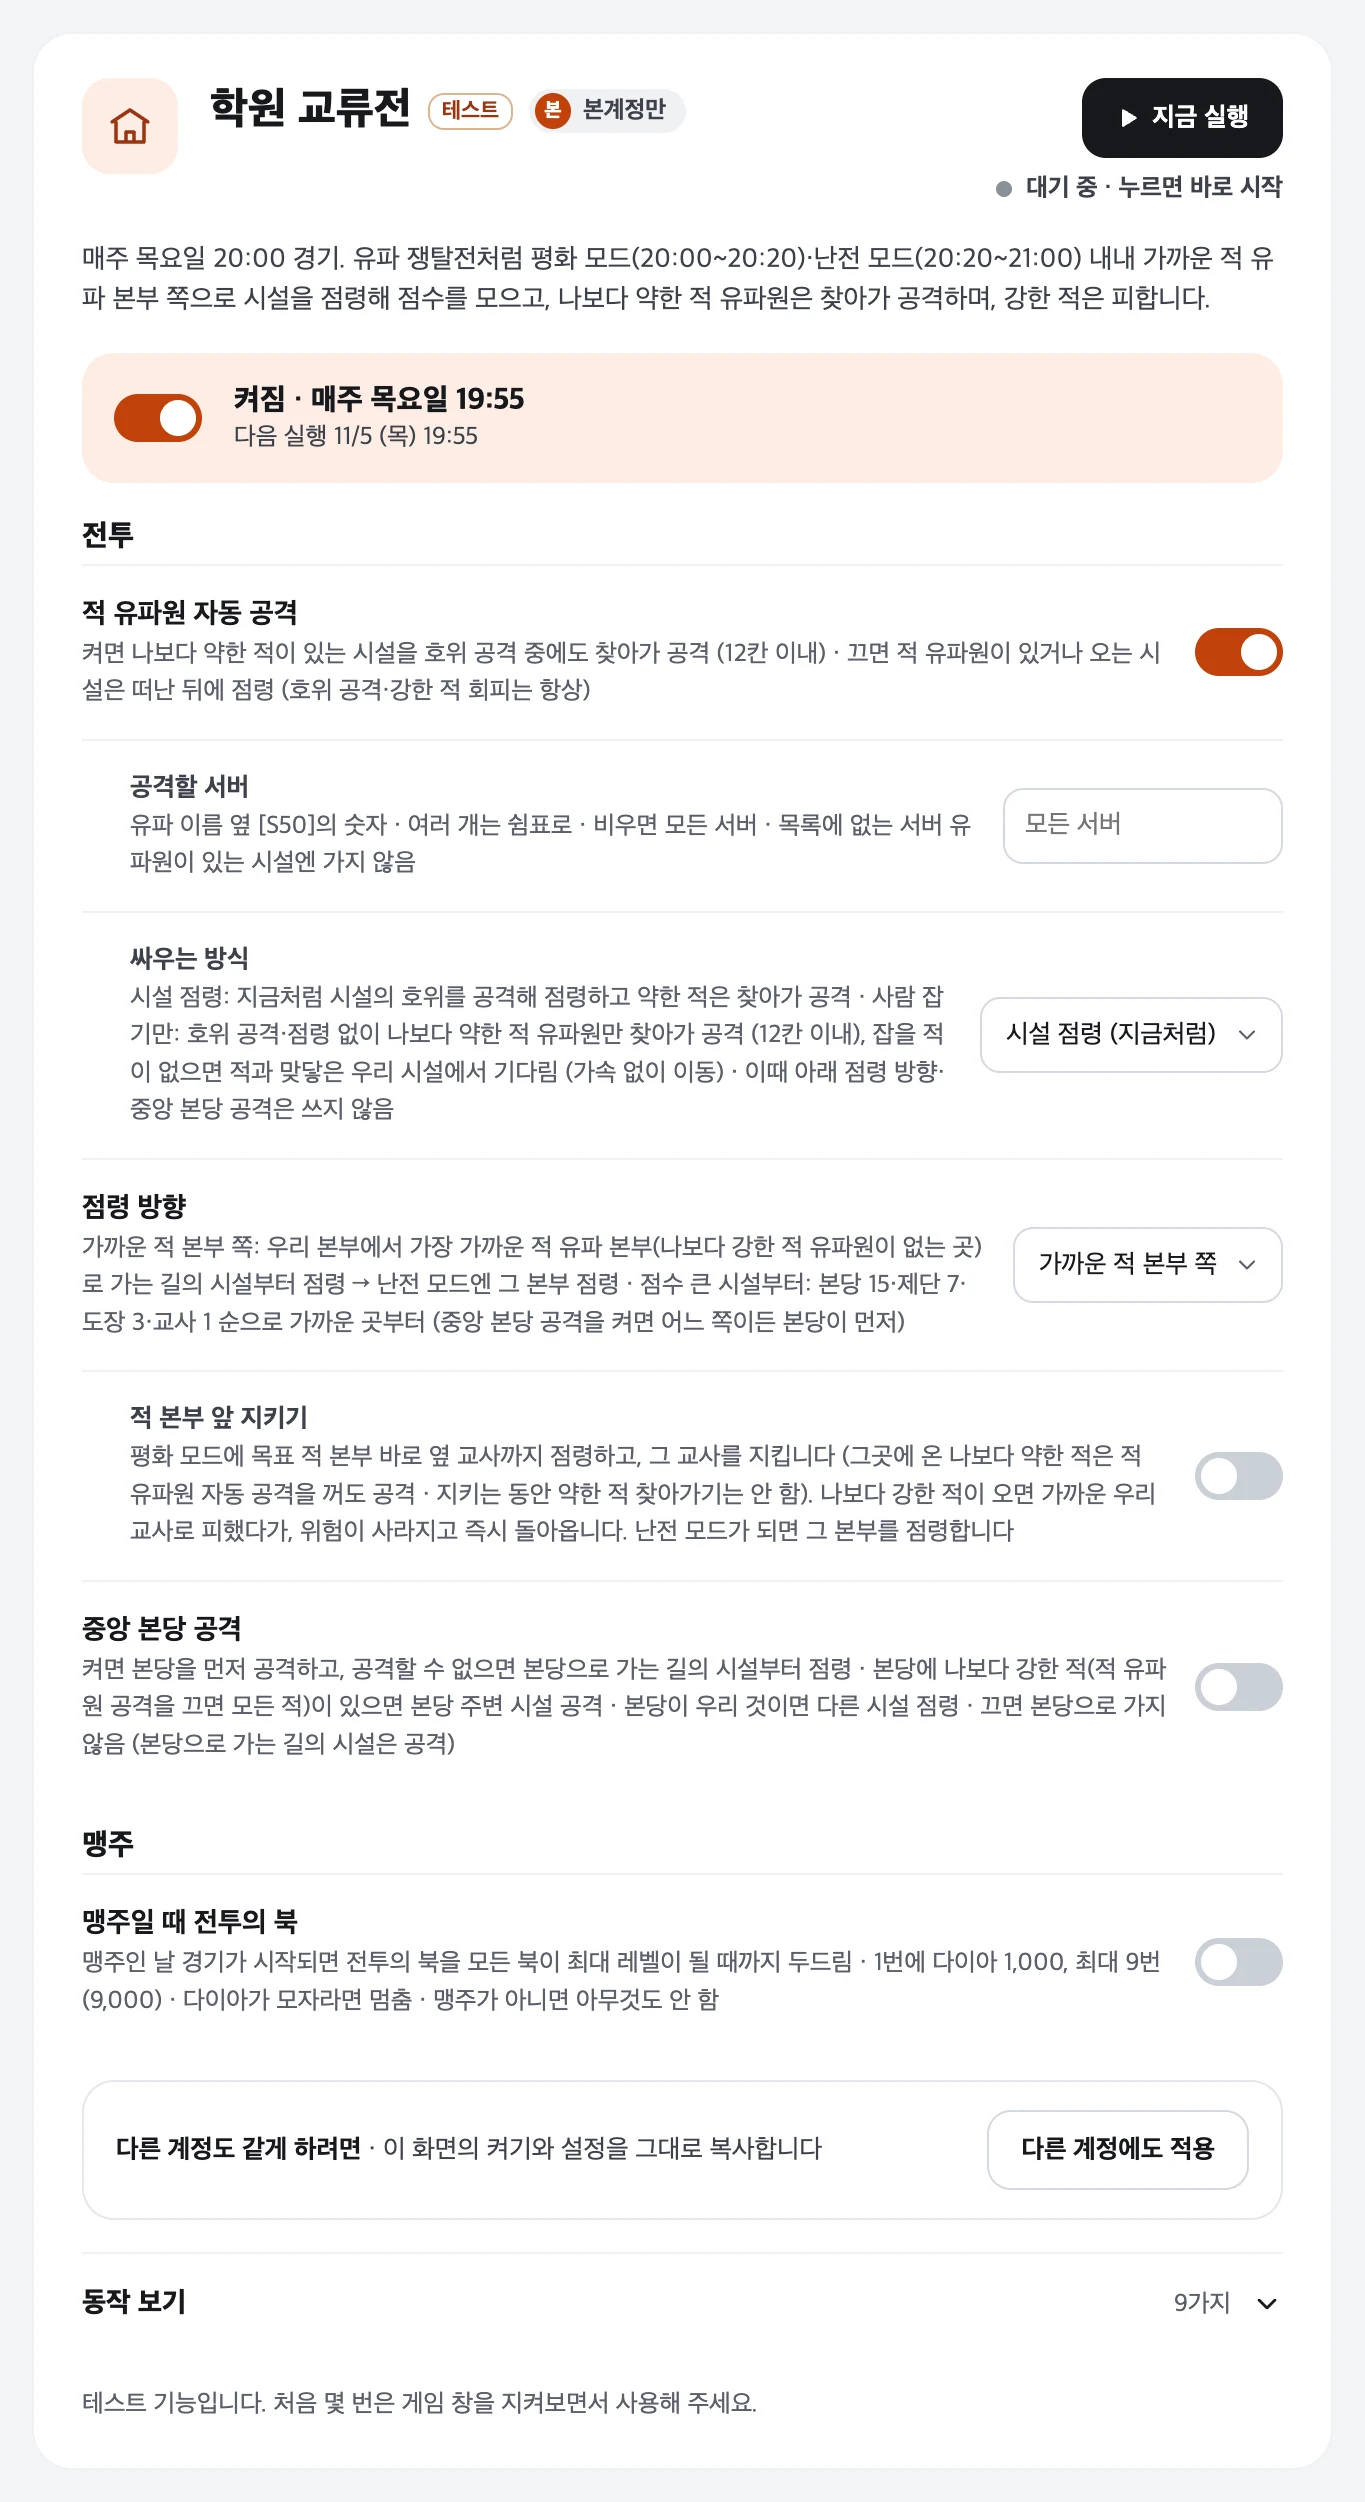 학원 교류전
테스트
본
본계정만
지금 실행
대기 중 · 누르면 바로 시작
매주 목요일 20:00 경기. 유파 쟁탈전처럼 평화 모드(20:00~20:20)·난전 모드(20:20~21:00) 내내 가까운 적 유
파 본부 쪽으로 시설을 점령해 점수를 모으고, 나보다 약한 적 유파원은 찾아가 공격하며, 강한 적은 피합니다.
켜짐 · 매주 목요일 19:55
다음 실행 11/5 (목) 19:55
전투
적 유파원 자동 공격
켜면 나보다 약한 적이 있는 시설을 호위 공격 중에도 찾아가 공격 (12칸 이내) · 끄면 적 유파원이 있거나 오는 시
설은 떠난 뒤에 점령 (호위 공격·강한 적 회피는 항상)
공격할 서버
유파 이름 옆 [S50]의 숫자 · 여러 개는 쉼표로 · 비우면 모든 서버 · 목록에 없는 서버 유
파원이 있는 시설엔 가지 않음
모든 서버
싸우는 방식
시설 점령: 지금처럼 시설의 호위를 공격해 점령하고 약한 적은 찾아가 공격 · 사람 잡
기만: 호위 공격·점령 없이 나보다 약한 적 유파원만 찾아가 공격 (12칸 이내), 잡을 적
이 없으면 적과 맞닿은 우리 시설에서 기다림 (가속 없이 이동) · 이때 아래 점령 방향·
중앙 본당 공격은 쓰지 않음
시설 점령 (지금처럼)
점령 방향
가까운 적 본부 쪽: 우리 본부에서 가장 가까운 적 유파 본부(나보다 강한 적 유파원이 없는 곳)
로 가는 길의 시설부터 점령 → 난전 모드엔 그 본부 점령 · 점수 큰 시설부터: 본당 15·제단 7·
도장 3·교사 1 순으로 가까운 곳부터 (중앙 본당 공격을 켜면 어느 쪽이든 본당이 먼저)
가까운 적 본부 쪽
적 본부 앞 지키기
평화 모드에 목표 적 본부 바로 옆 교사까지 점령하고, 그 교사를 지킵니다 (그곳에 온 나보다 약한 적은 적
유파원 자동 공격을 꺼도 공격 · 지키는 동안 약한 적 찾아가기는 안 함). 나보다 강한 적이 오면 가까운 우리
교사로 피했다가, 위험이 사라지고 즉시 돌아옵니다. 난전 모드가 되면 그 본부를 점령합니다
중앙 본당 공격
켜면 본당을 먼저 공격하고, 공격할 수 없으면 본당으로 가는 길의 시설부터 점령 · 본당에 나보다 강한 적(적 유파
원 공격을 끄면 모든 적)이 있으면 본당 주변 시설 공격 · 본당이 우리 것이면 다른 시설 점령 · 끄면 본당으로 가지
않음 (본당으로 가는 길의 시설은 공격)
맹주
맹주일 때 전투의 북
맹주인 날 경기가 시작되면 전투의 북을 모든 북이 최대 레벨이 될 때까지 두드림 · 1번에 다이아 1,000, 최대 9번
(9,000) · 다이아가 모자라면 멈춤 · 맹주가 아니면 아무것도 안 함
다른 계정도 같게 하려면 · 이 화면의 켜기와 설정을 그대로 복사합니다
다른 계정에도 적용
동작 보기
9가지
테스트 기능입니다. 처음 몇 번은 게임 창을 지켜보면서 사용해 주세요.